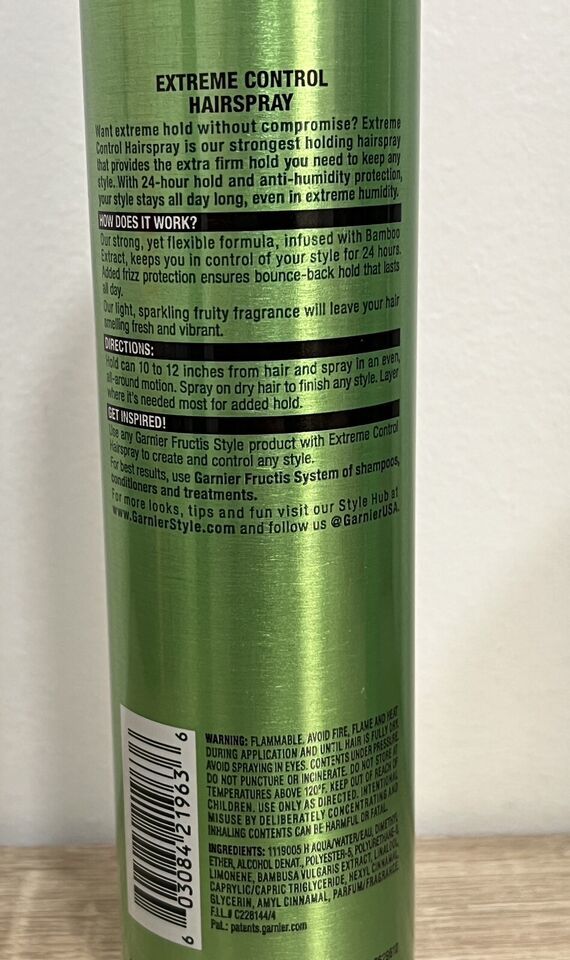 EXTREME CONTROL
HAIRSPRAY
Want extreme hold without compromise? Extreme
Control Hairspray is our strongest holding hairspray
that provides the extra firm hold you need to keep any
style. With 24-hour hold and anti-humidity protection,
your style stays all day long, even in extreme humidity.
HOW DOES IT WORK?
Our strong, yet flexible formula, infused with Bamboo
Extract, keeps you in control of your style for 24 hours.
Added frizz protection ensures bounce-back hold that lasts
all day.
Our light, sparkling fruity fragrance will leave your hair
smelling fresh and vibrant.
DIRECTIONS:
Hold can 10 to 12 inches from hair and spray in an even,
all-around motion. Spray on dry hair to finish any style. Layer
where it's needed most for added hold.
GET INSPIRED!
Use any Garnier Fructis Style product with Extreme Control
Hairspray to create and control any style.
For best results, use Garnier Fructis System of shampoos,
conditioners and treatments.
For more looks, tips and fun visit our Style Hub at
www.GarnierStyle.com and follow us @GarnierUSA.
WARNING: FLAMMABLE. AVOID FIRE, FLAME AND HEAT
DURING APPLICATION AND UNTIL HAIR IS FULLY DRY.
AVOID SPRAYING IN EYES. CONTENTS UNDER PRESSURE.
DO NOT PUNCTURE OR INCINERATE. DO NOT STORE AT
TEMPERATURES ABOVE 120°F. KEEP OUT OF REACH OF
CHILDREN. USE ONLY AS DIRECTED. INTENTIONAL
MISUSE BY DELIBERATELY CONCENTRATING AND
INHALING CONTENTS CAN BE HARMFUL OR FATAL.
INGREDIENTS: 1119005 H AQUA/WATER/EAU, DIMETHYL
ETHER, ALCOHOL DENAT., POLYESTER-5, POLYURETHANE-6,
LIMONENE, BAMBUSA VULGARIS EXTRACT, LINALOOL,
CAPRYLIC/CAPRIC TRIGLYCERIDE, HEXYL CINNAMAL,
GLYCERIN, AMYL CINNAMAL, PARFUM/FRAGRANCE.
F.I.L.# C228144/4
Pat.: patents.garnier.com
6 03084 21963 6